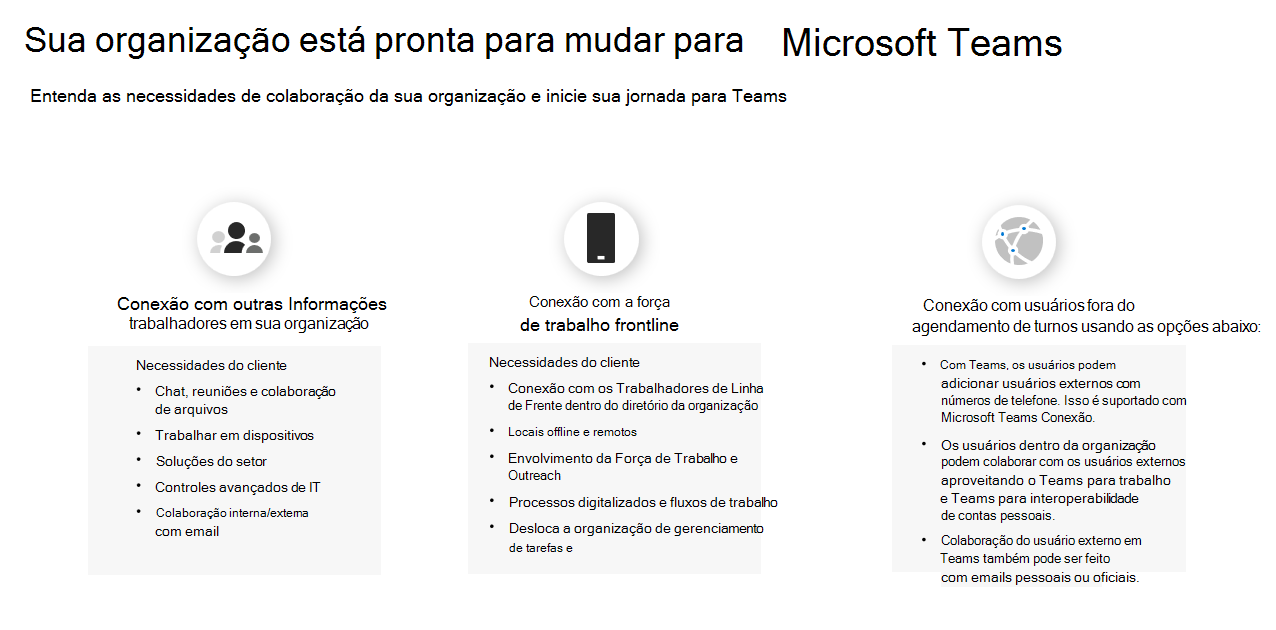 Sua organização está pronta para mudar para Microsoft Teams
Entenda as necessidades de colaboração da sua organização e inicie sua jornada para Teams
Conexão com outras Informações
trabalhadores em sua organização
Necessidades do cliente
• Chat, reuniões e colaboração
de arquivos
• Trabalhar em dispositivos
• Soluções do setor
• Controles avançados de IT
• Colaboração interna/externa
com email
Conexão com a força
de trabalho frontline
Necessidades do cliente
• Conexão com os Trabalhadores de Linha
de Frente dentro do diretório da organização
• Locais offline e remotos
• Envolvimento da Força de Trabalho e
Outreach
• Processos digitalizados e fluxos de trabalho
• Desloca a organização de gerenciamento
de tarefas e
Conexão com usuários fora do
agendamento de turnos usando as opções abaixo:
• Com Teams, os usuários podem
adicionar usuários externos com
números de telefone. Isso é suportado com
Microsoft Teams Conexão.
• Os usuários dentro da organização
podem colaborar com os usuários externos
aproveitando o Teams para trabalho
e Teams para interoperabilidade
de contas pessoais.
• Colaboração do usuário externo em
Teams também pode ser feito
com emails pessoais ou oficiais.